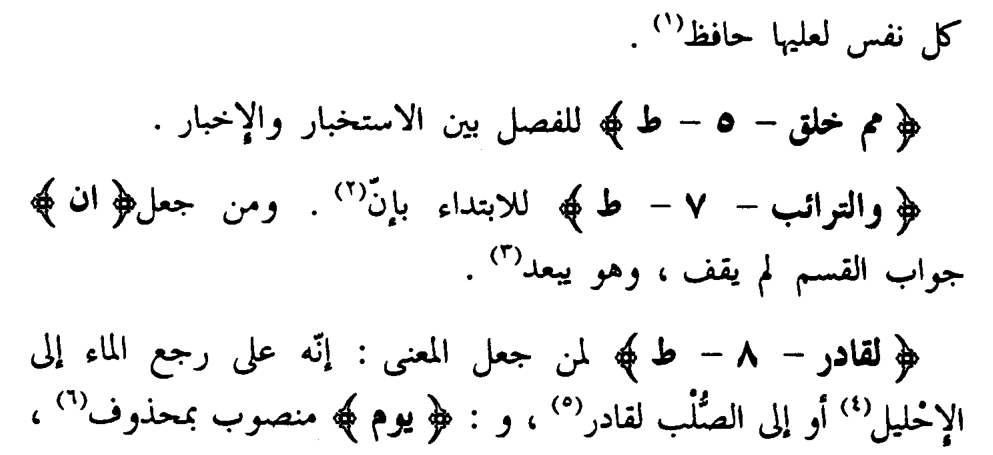 كل نفس لعليها حافظ(١) .
﴿ مم خلق – ٥ – ط ﴾ للفصل بين الاستخبار والإخبار .
﴿ والترائب – ٧ – ط ﴾ للابتداء بإنّ(٢) . ومن جعل﴿ ان ﴾
جواب القسم لم يقف ، وهو يبعد(٣) .
﴿ لقادر – ٨ – ط ﴾ لمن جعل المعنى : إنّه على رجع الماء إلى
الإحْليل(٤) أو إلى الصُّلْب لقادر(٥) ، و : ﴿ يوم ﴾ منصوب بمحذوف(٦) ،